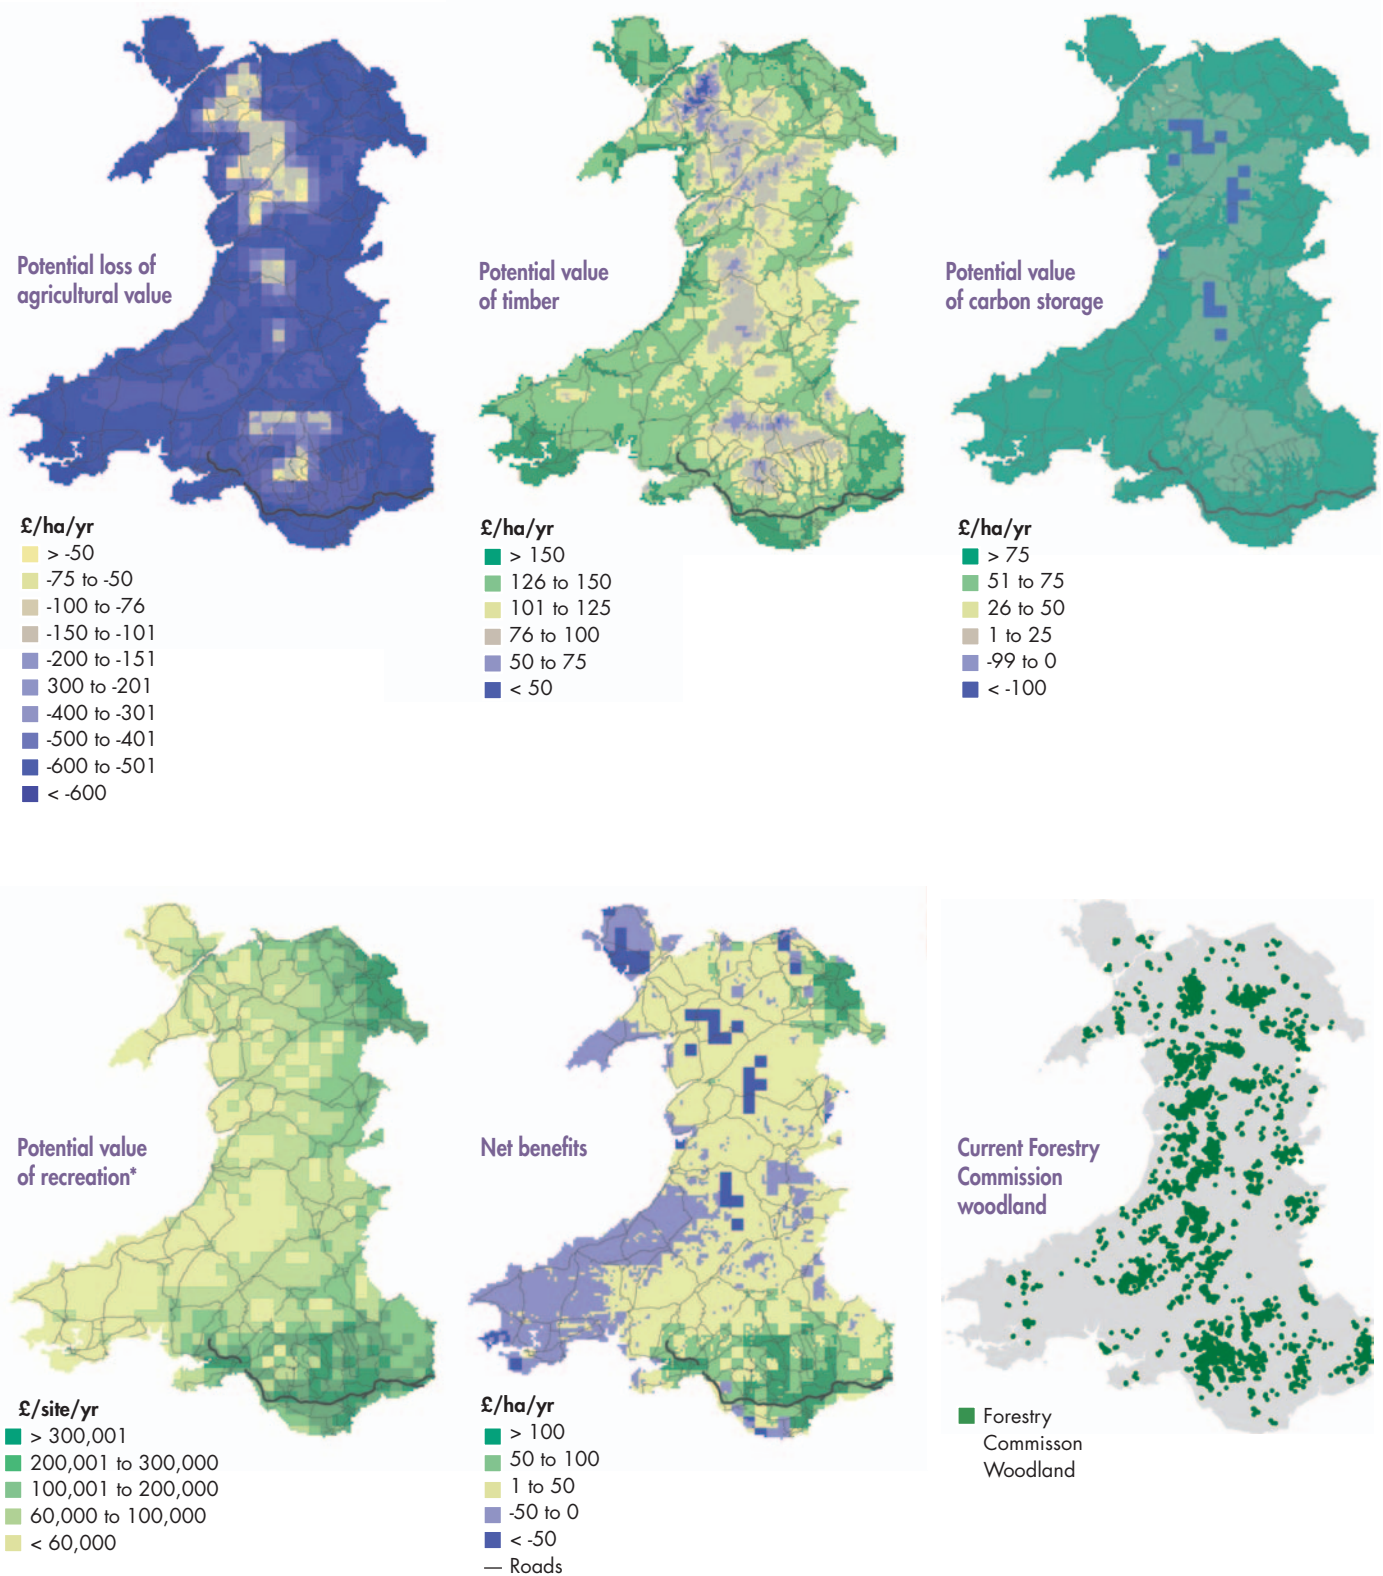 Potential loss of
agricultural value
£/ha/yr
> -50
-75 to -50
-100 to -76
-150 to -101
-200 to -151
300 to -201
-400 to -301
-500 to -401
-600 to -501
< -600
Potential value
of timber
£/ha/yr
> 150
126 to 150
101 to 125
76 to 100
50 to 75
< 50
Potential value
of carbon storage
£/ha/yr
> 75
51 to 75
26 to 50
1 to 25
-99 to 0
< -100
Potential value
of recreation*
£/site/yr
> 300,001
200,001 to 300,000
100,001 to 200,000
60,000 to 100,000
< 60,000
Net benefits
£/ha/yr
> 100
50 to 100
1 to 50
-50 to 0
< -50
Roads
Current Forestry
Commission
woodland
Forestry
Commisson
Woodland